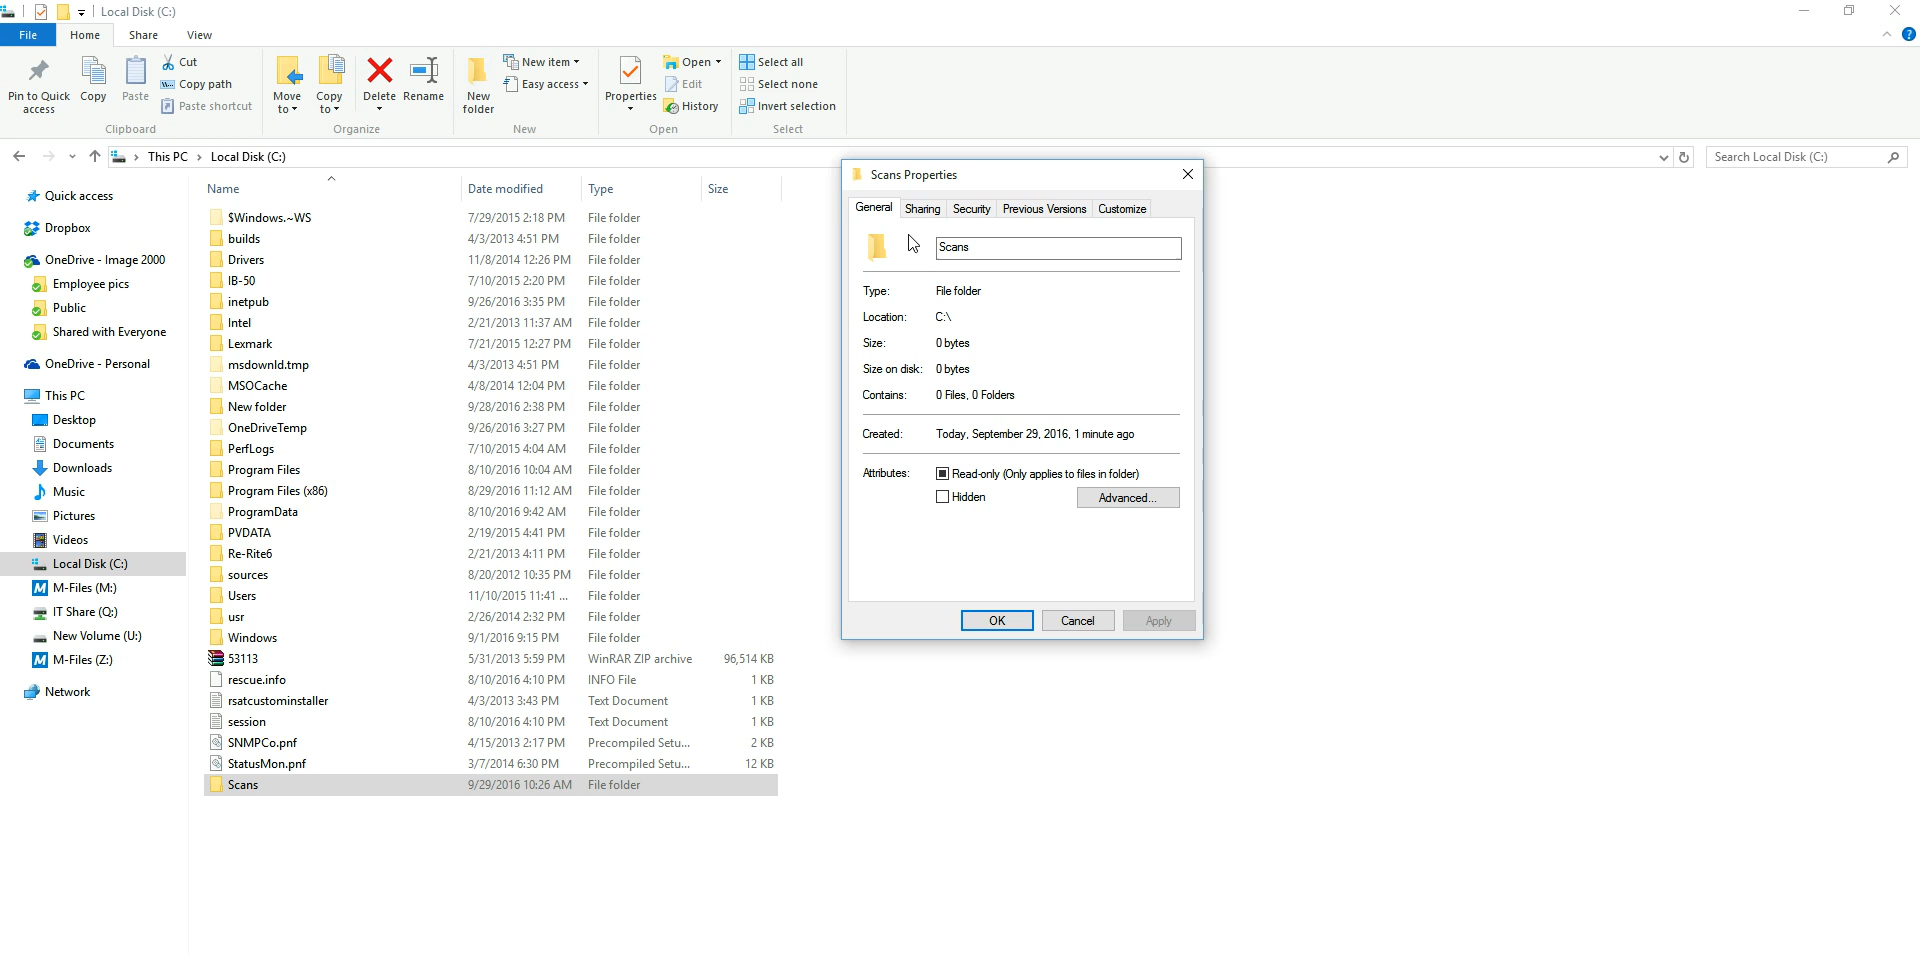 Local Disk (C:)
File Home Share View
Pin to Quick access
Copy
Paste
Cut
Copy path
Paste shortcut
Clipboard
Move to
Copy to
Delete
Rename
Organize
New folder
New item
Easy access
New
Properties
Open
Edit
History
Open
Select all
Select none
Invert selection
Select
This PC › Local Disk (C:)
Search Local Disk (C:)
Quick access
Dropbox
OneDrive - Image 2000
Employee pics
Public
Shared with Everyone
OneDrive - Personal
This PC
Desktop
Documents
Downloads
Music
Pictures
Videos
Local Disk (C:)
M-Files (M:)
IT Share (Q:)
New Volume (U:)
M-Files (Z:)
Network
Name Date modified Type Size
$Windows.~WS 7/29/2015 2:18 PM File folder
builds 4/3/2013 4:51 PM File folder
Drivers 11/8/2014 12:26 PM File folder
IB-50 7/10/2015 2:20 PM File folder
inetpub 9/26/2016 3:35 PM File folder
Intel 2/21/2013 11:37 AM File folder
Lexmark 7/21/2015 12:27 PM File folder
msdownld.tmp 4/3/2013 4:51 PM File folder
MSOCache 4/8/2014 12:04 PM File folder
New folder 9/28/2016 2:38 PM File folder
OneDriveTemp 9/26/2016 3:27 PM File folder
PerfLogs 7/10/2015 4:04 AM File folder
Program Files 8/10/2016 10:04 AM File folder
Program Files (x86) 8/29/2016 11:12 AM File folder
ProgramData 8/10/2016 9:42 AM File folder
PVDATA 2/19/2015 4:41 PM File folder
Re-Rite6 2/21/2013 4:11 PM File folder
sources 8/20/2012 10:35 PM File folder
Users 11/10/2015 11:41 ... File folder
usr 2/26/2014 2:32 PM File folder
Windows 9/1/2016 9:15 PM File folder
53113 5/31/2013 5:59 PM WinRAR ZIP archive 96,514 KB
rescue.info 8/10/2016 4:10 PM INFO File 1 KB
rsatcustominstaller 4/3/2013 3:43 PM Text Document 1 KB
session 8/10/2016 4:10 PM Text Document 1 KB
SNMPCo.pnf 4/15/2013 2:17 PM Precompiled Setu... 2 KB
StatusMon.pnf 3/7/2014 6:30 PM Precompiled Setu... 12 KB
Scans 9/29/2016 10:26 AM File folder
Scans Properties
General Sharing Security Previous Versions Customize
Scans
Type: File folder
Location: C:\
Size: 0 bytes
Size on disk: 0 bytes
Contains: 0 Files, 0 Folders
Created: Today, September 29, 2016, 1 minute ago
Attributes: Read-only (Only applies to files in folder)
Hidden Advanced...
OK Cancel Apply